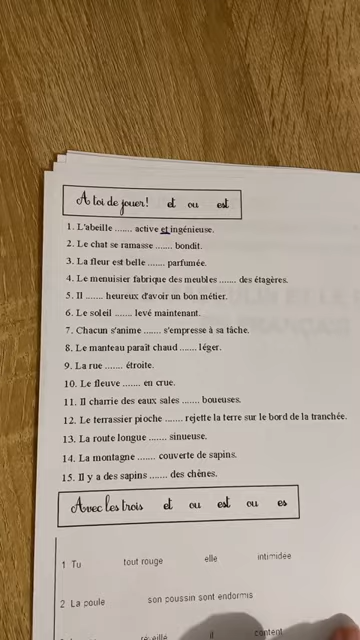 A toi de jouer! et ou est
1. L'abeille ....... active et ingénieuse.
2. Le chat se ramasse ....... bondit.
3. La fleur est belle ....... parfumée.
4. Le menuisier fabrique des meubles ....... des étagères.
5. Il ....... heureux d'avoir un bon métier.
6. Le soleil ....... levé maintenant.
7. Chacun s'anime ....... s'empresse à sa tâche.
8. Le manteau paraît chaud ....... léger.
9. La rue ....... étroite.
10. Le fleuve ....... en crue.
11. Il charrie des eaux sales ....... boueuses.
12. Le terrassier pioche ....... rejette la terre sur le bord de la tranchée.
13. La route longue ....... sinueuse.
14. La montagne ....... couverte de sapins.
15. Il y a des sapins ....... des chênes.
Avec les trois et ou est ou es
1 Tu tout rouge elle intimidee
2 La poule son poussin sont endormis
il content